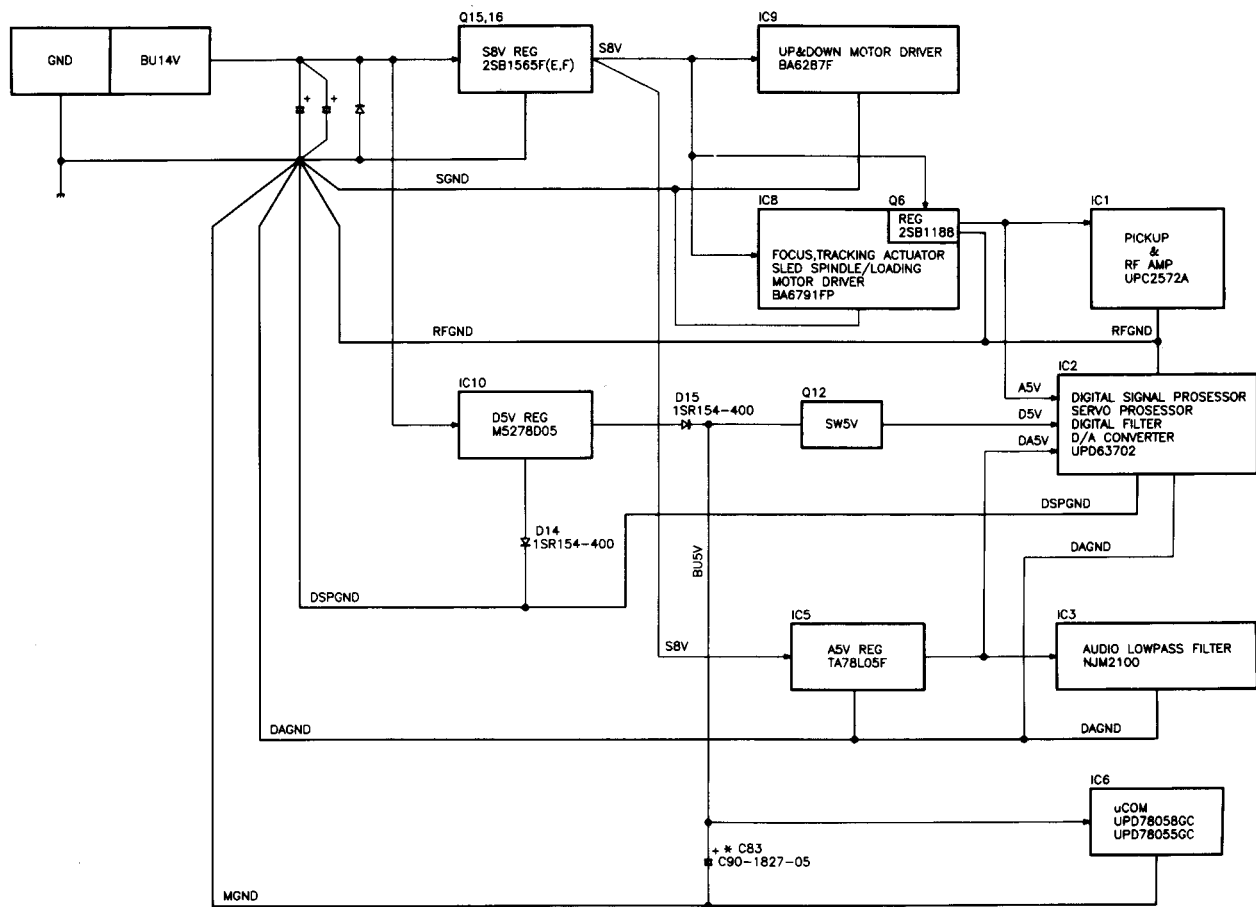 Q15,16
IC9
GND
BU14V
S8V REG
2SB1565F(E,F)
S8V
UP&DOWN MOTOR DRIVER
BA6287F
+
+
SGND
IC8
Q6
REG
2SB1188
FOCUS,TRACKING ACTUATOR
SLED SPINDLE/LOADING
MOTOR DRIVER
BA6791FP
IC1
PICKUP
&
RF AMP
UPC2572A
RFGND
RFGND
IC10
D5V REG
M5278D05
D15
1SR154-400
Q12
SW5V
IC2
A5V
D5V
DA5V
DIGITAL SIGNAL PROSESSOR
SERVO PROSESSOR
DIGITAL FILTER
D/A CONVERTER
UPD63702
D14
1SR154-400
BU5V
DSPGND
DAGND
DSPGND
S8V
IC5
A5V REG
TA78L05F
IC3
AUDIO LOWPASS FILTER
NJM2100
DAGND
DAGND
IC6
uCOM
UPD78058GC
UPD78055GC
+ * C83
C90-1827-05
MGND